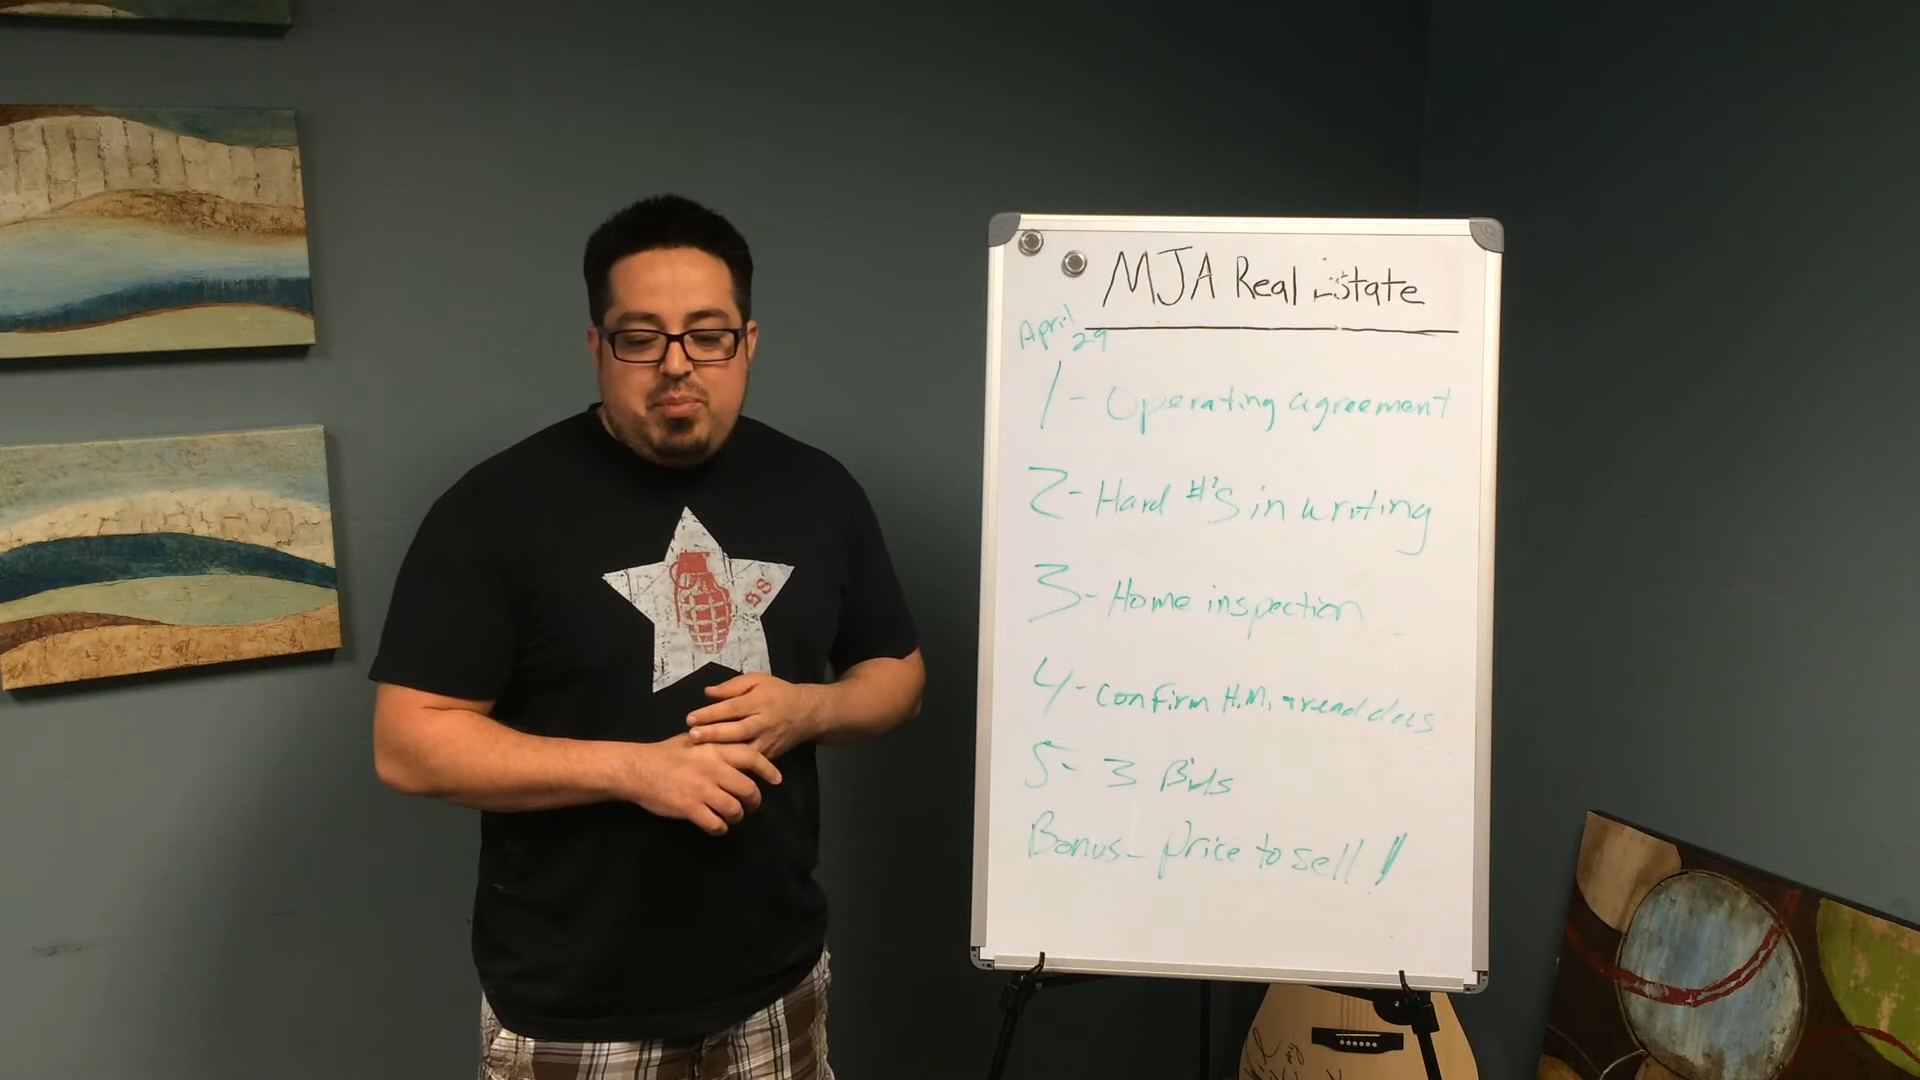 MJA Real Estate
April 29
1- Operating agreement
2- Hard #'s in writing
3- Home inspection
4- Confirm H.M. + read docs
5- 3 Bids
Bonus- Price to sell !
98